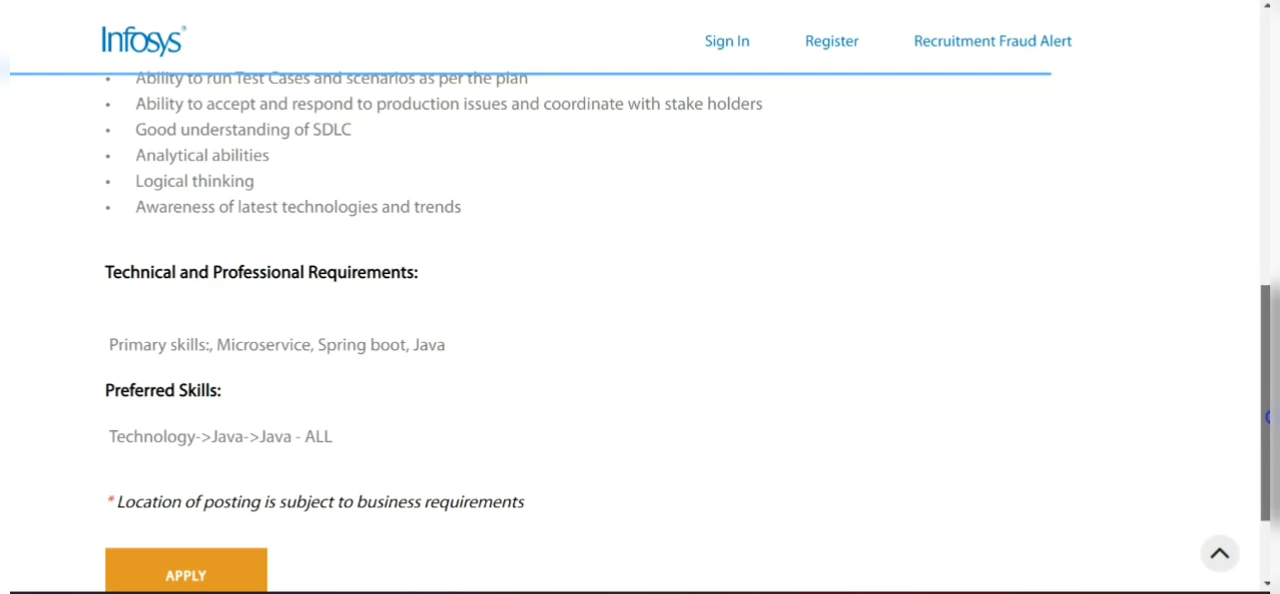 Infosys®
Sign In Register Recruitment Fraud Alert
• Ability to run Test Cases and scenarios as per the plan
• Ability to accept and respond to production issues and coordinate with stake holders
• Good understanding of SDLC
• Analytical abilities
• Logical thinking
• Awareness of latest technologies and trends
Technical and Professional Requirements:
Primary skills:, Microservice, Spring boot, Java
Preferred Skills:
Technology->Java->Java - ALL
* Location of posting is subject to business requirements
APPLY